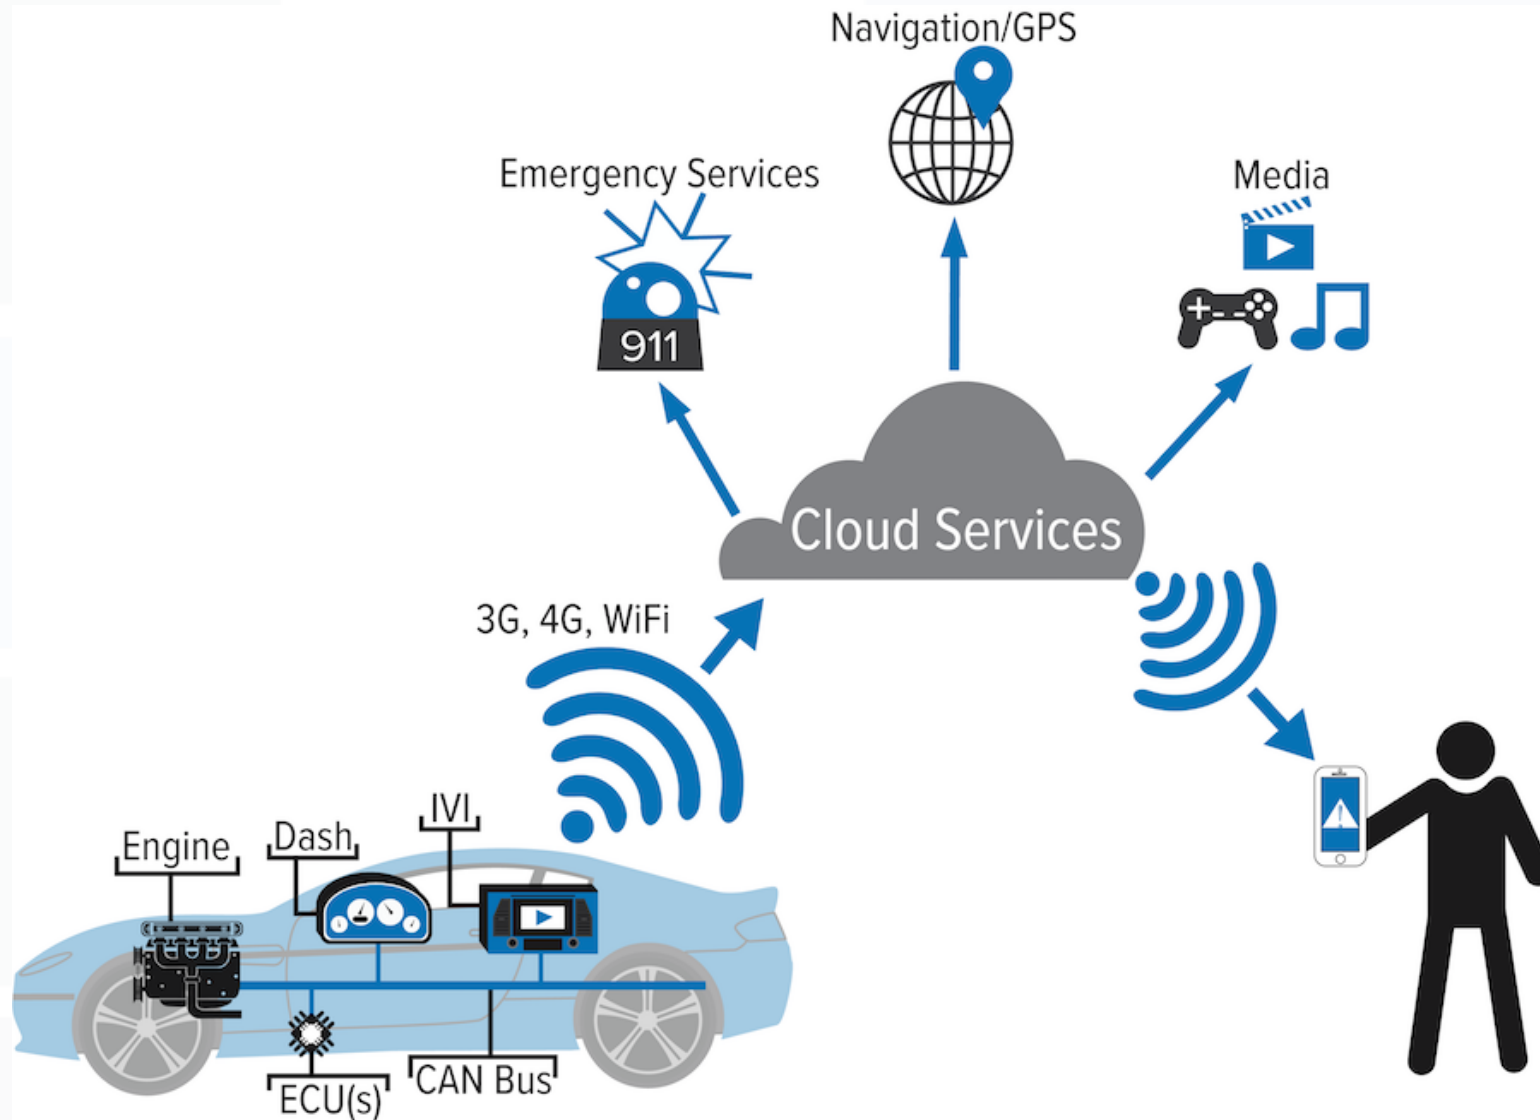 Navigation/GPS
Emergency Services
Media
911
Cloud Services
3G, 4G, WiFi
IVI
Dash
Engine
CAN Bus
ECU(s)